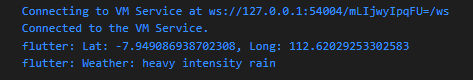 Connecting to VM Service at ws://127.0.0.1:54004/mLIjwyIpqFU=/ws
Connected to the VM Service.
flutter: Lat: -7.949086938702308, Long: 112.62029253302583
flutter: Weather: heavy intensity rain